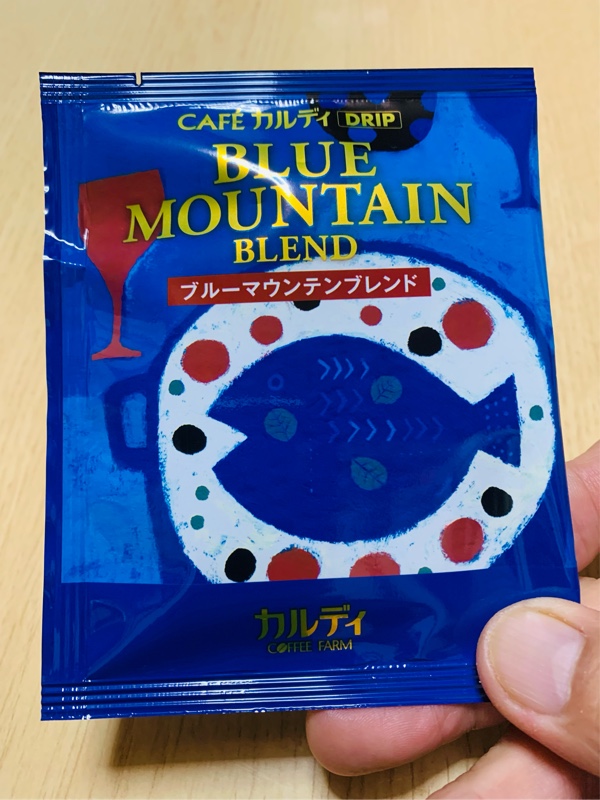 CAFÉ カルディ DRIP
BLUE
MOUNTAIN
BLEND
ブルーマウンテンブレンド
カルディ
COFFEE FARM